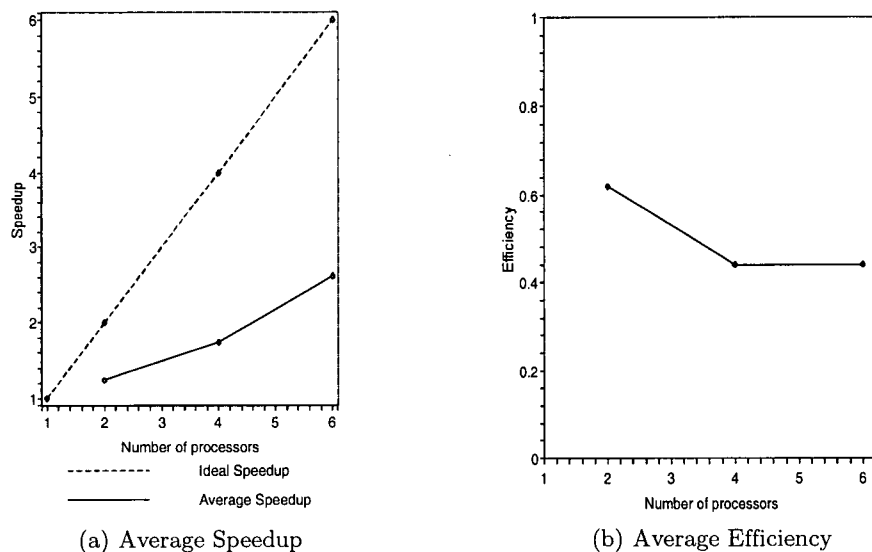 6
5
4
3
2
1
Speedup
1 2 3 4 5 6
Number of processors
Ideal Speedup
Average Speedup
(a) Average Speedup
1
0.8
0.6
0.4
0.2
0
Efficiency
1 2 3 4 5 6
Number of processors
(b) Average Efficiency